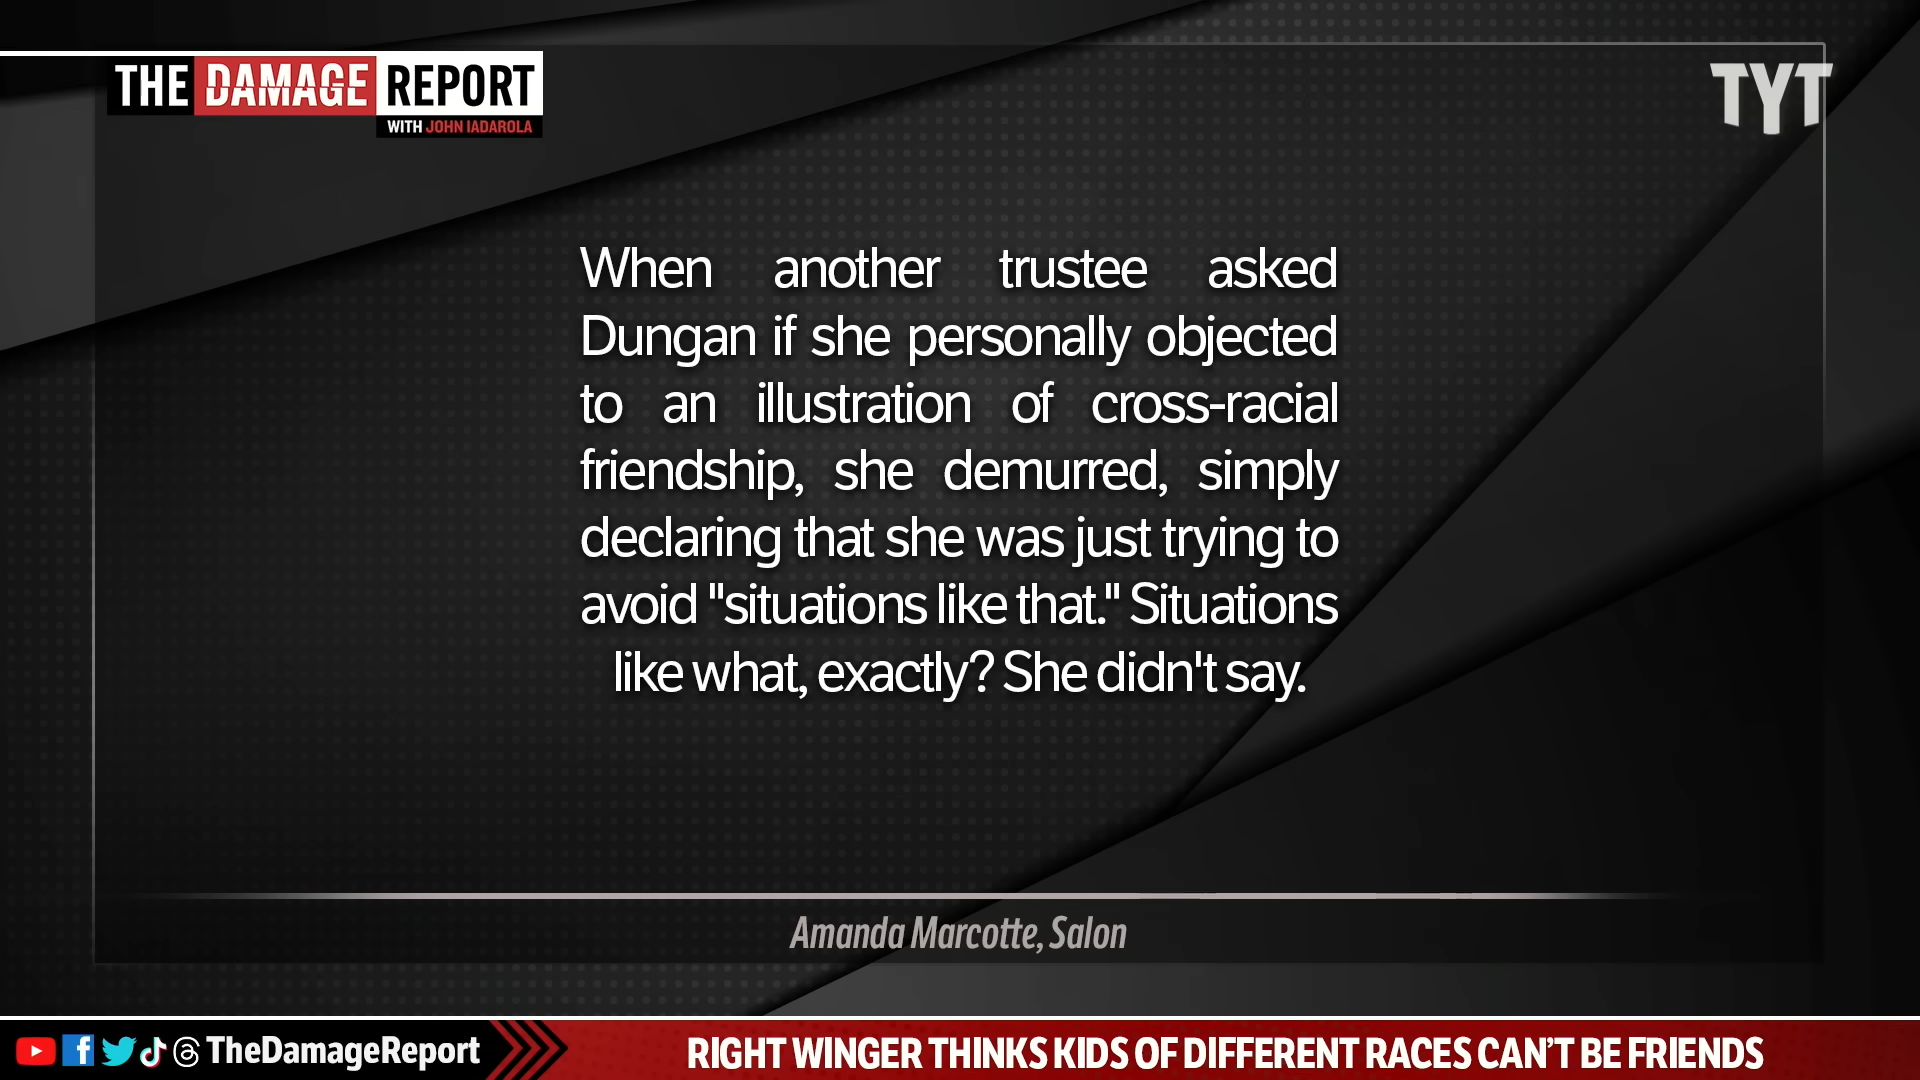 THE DAMAGE REPORT
WITH JOHN IADAROLA
TYT
When another trustee asked
Dungan if she personally objected
to an illustration of cross-racial
friendship, she demurred, simply
declaring that she was just trying to
avoid "situations like that." Situations
like what, exactly? She didn't say.
Amanda Marcotte, Salon
TheDamageReport
RIGHT WINGER THINKS KIDS OF DIFFERENT RACES CAN'T BE FRIENDS